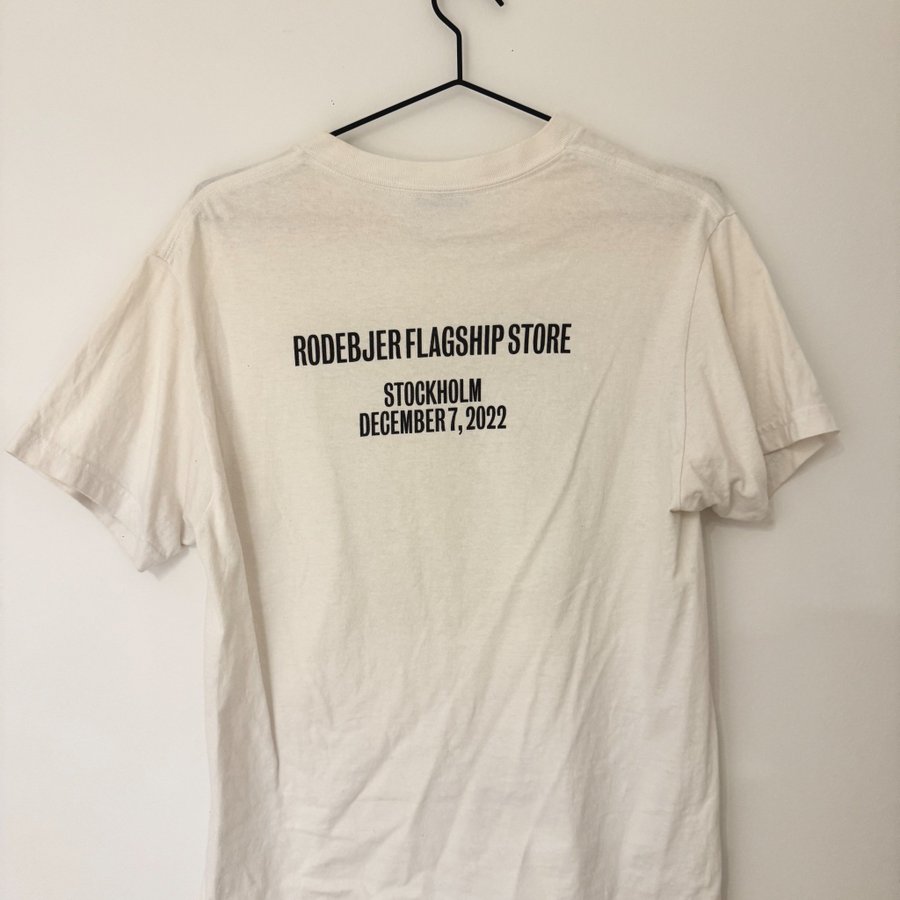 RODEBJER FLAGSHIP STORE
STOCKHOLM
DECEMBER 7, 2022